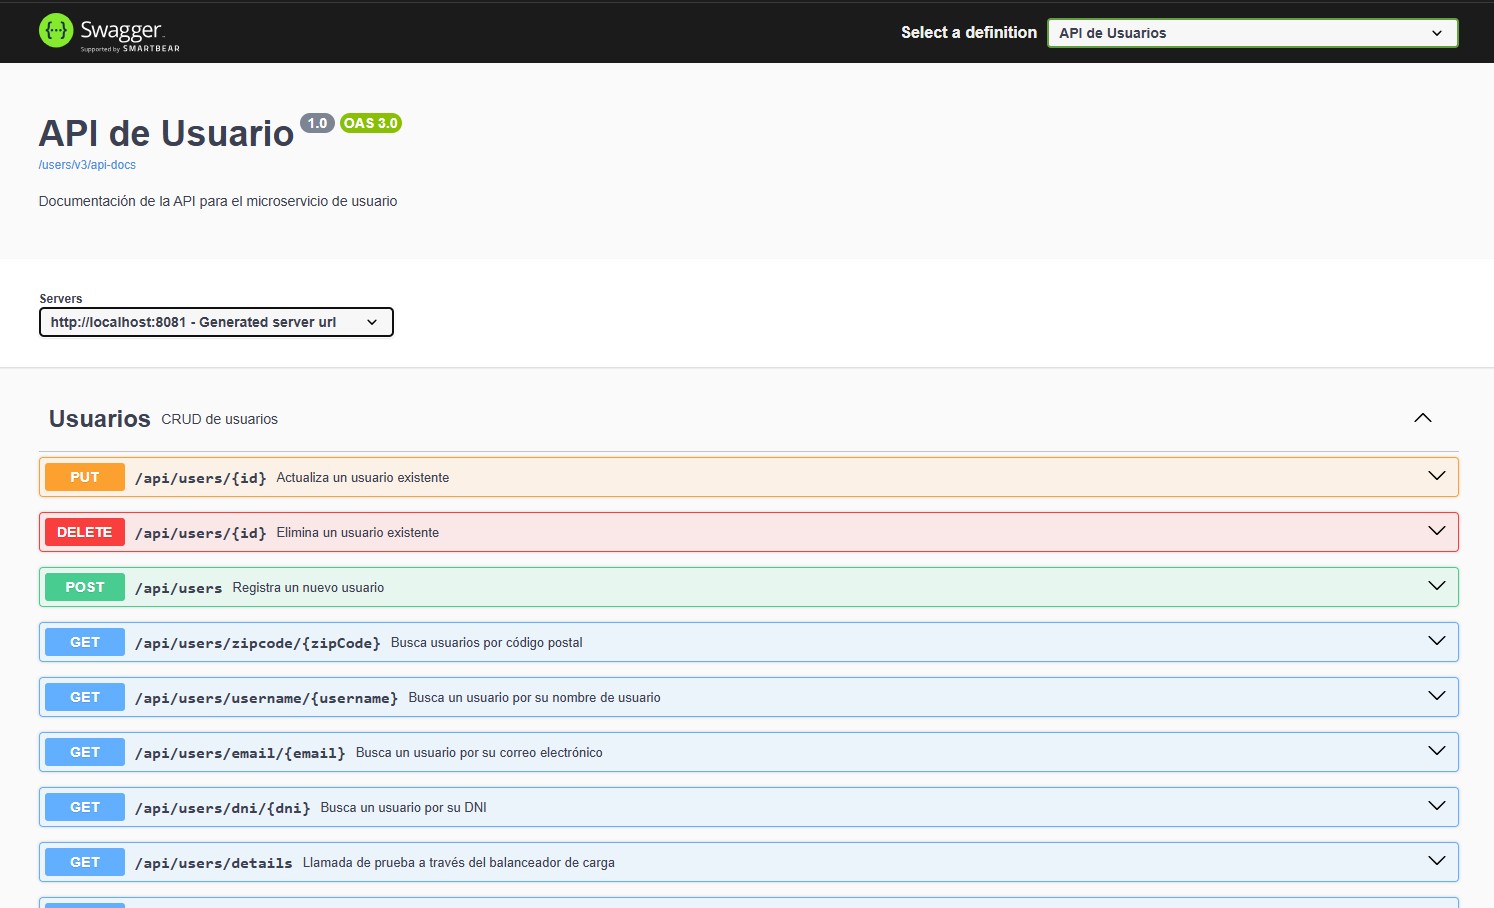 Swagger
Supported by SMARTBEAR
Select a definition
API de Usuarios
API de Usuario 1.0 OAS 3.0
/users/v3/api-docs
Documentación de la API para el microservicio de usuario
Servers
http://localhost:8081 - Generated server url
Usuarios CRUD de usuarios
PUT /api/users/{id} Actualiza un usuario existente
DELETE /api/users/{id} Elimina un usuario existente
POST /api/users Registra un nuevo usuario
GET /api/users/zipcode/{zipCode} Busca usuarios por código postal
GET /api/users/username/{username} Busca un usuario por su nombre de usuario
GET /api/users/email/{email} Busca un usuario por su correo electrónico
GET /api/users/dni/{dni} Busca un usuario por su DNI
GET /api/users/details Llamada de prueba a través del balanceador de carga